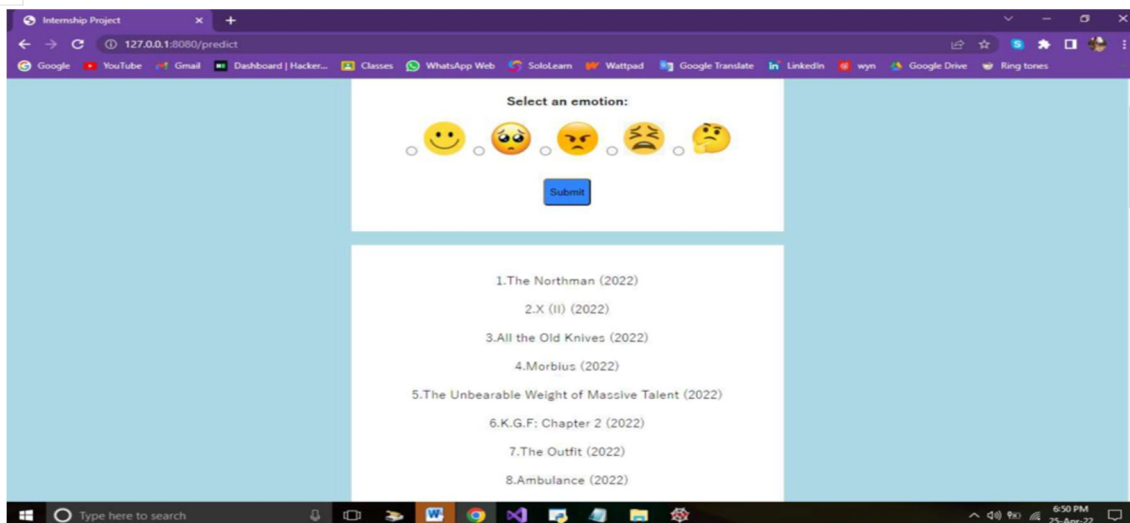 Internship Project
127.0.0.1:8080/predict
Google YouTube Gmail Dashboard | Hacker... Classes WhatsApp Web SoloLearn Wattpad Google Translate LinkedIn wyn Google Drive Ring tones
Select an emotion:
Submit
1.The Northman (2022)
2.X (II) (2022)
3.All the Old Knives (2022)
4.Morbius (2022)
5.The Unbearable Weight of Massive Talent (2022)
6.K.G.F: Chapter 2 (2022)
7.The Outfit (2022)
8.Ambulance (2022)
Type here to search
6:50 PM
25-Apr-22